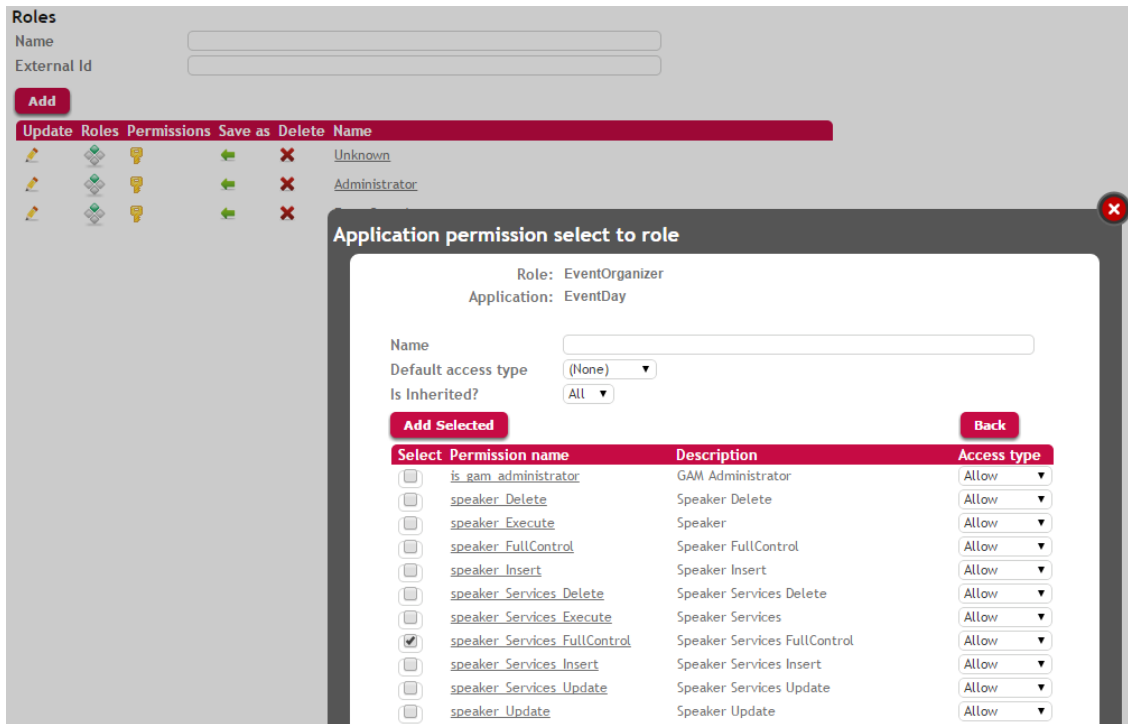 Roles
Name
External Id
Add
Update Roles Permissions Save as Delete Name
Unknown
Administrator
Application permission select to role
Role: EventOrganizer
Application: EventDay
Name
Default access type (None)
Is Inherited? All
Add Selected Back
Select Permission name Description Access type
is_gam_administrator GAM Administrator Allow
speaker_Delete Speaker Delete Allow
speaker_Execute Speaker Allow
speaker_FullControl Speaker FullControl Allow
speaker_Insert Speaker Insert Allow
speaker_Services_Delete Speaker Services Delete Allow
speaker_Services_Execute Speaker Services Allow
speaker_Services_FullControl Speaker Services FullControl Allow
speaker_Services_Insert Speaker Services Insert Allow
speaker_Services_Update Speaker Services Update Allow
speaker_Update Speaker Update Allow